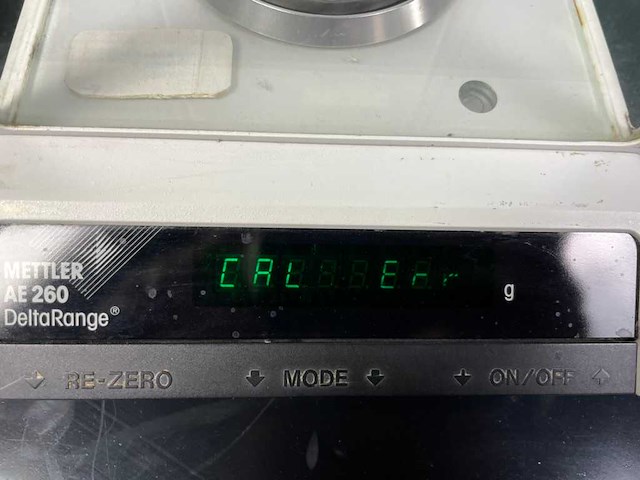 CAL Err
g
METTLER
AE 260
DeltaRange®
RE-ZERO MODE ON/OFF